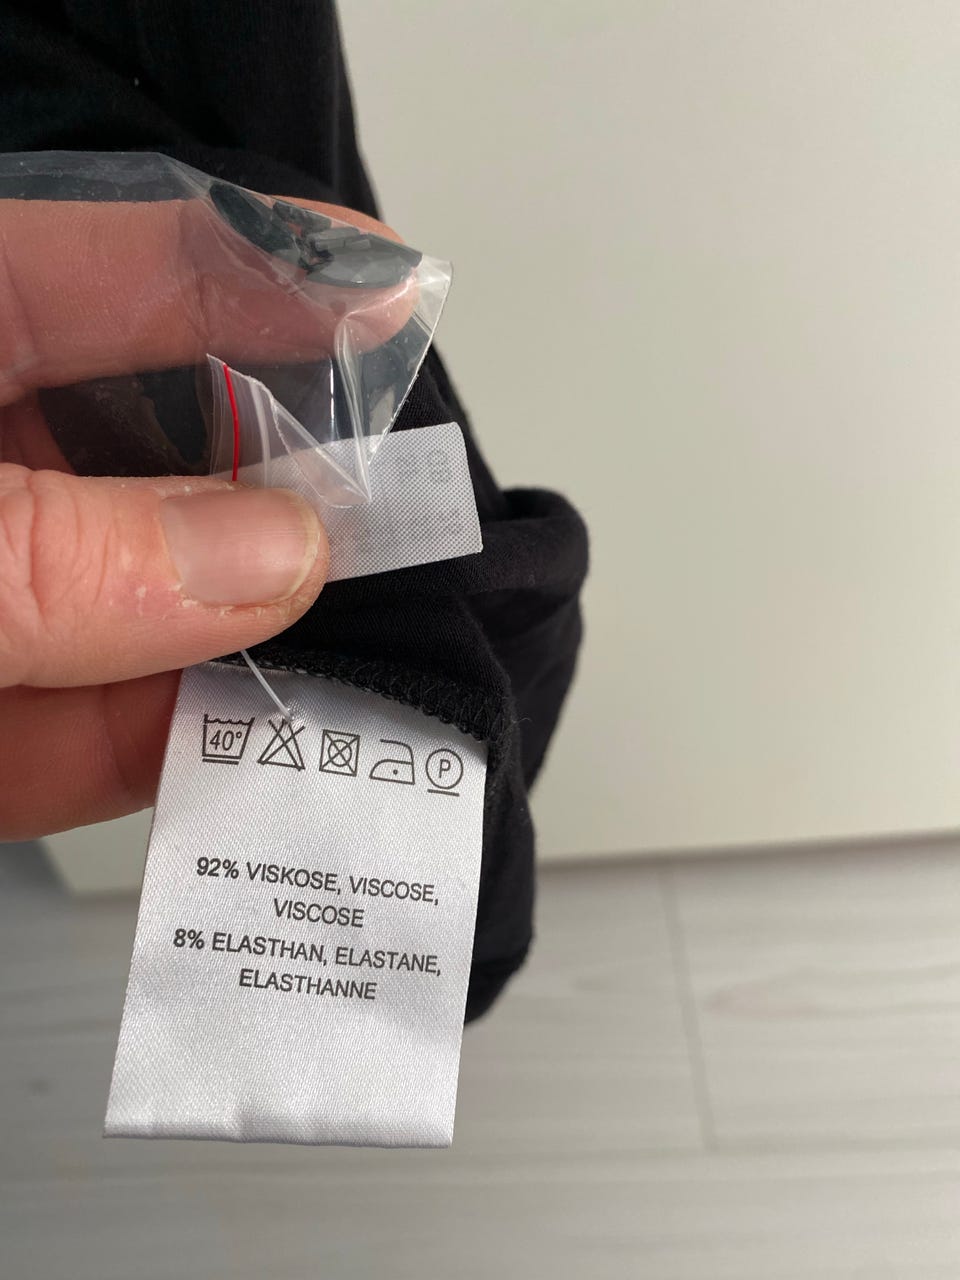 40°
P
92% VISKOSE, VISCOSE,
VISCOSE
8% ELASTHAN, ELASTANE,
ELASTHANNE